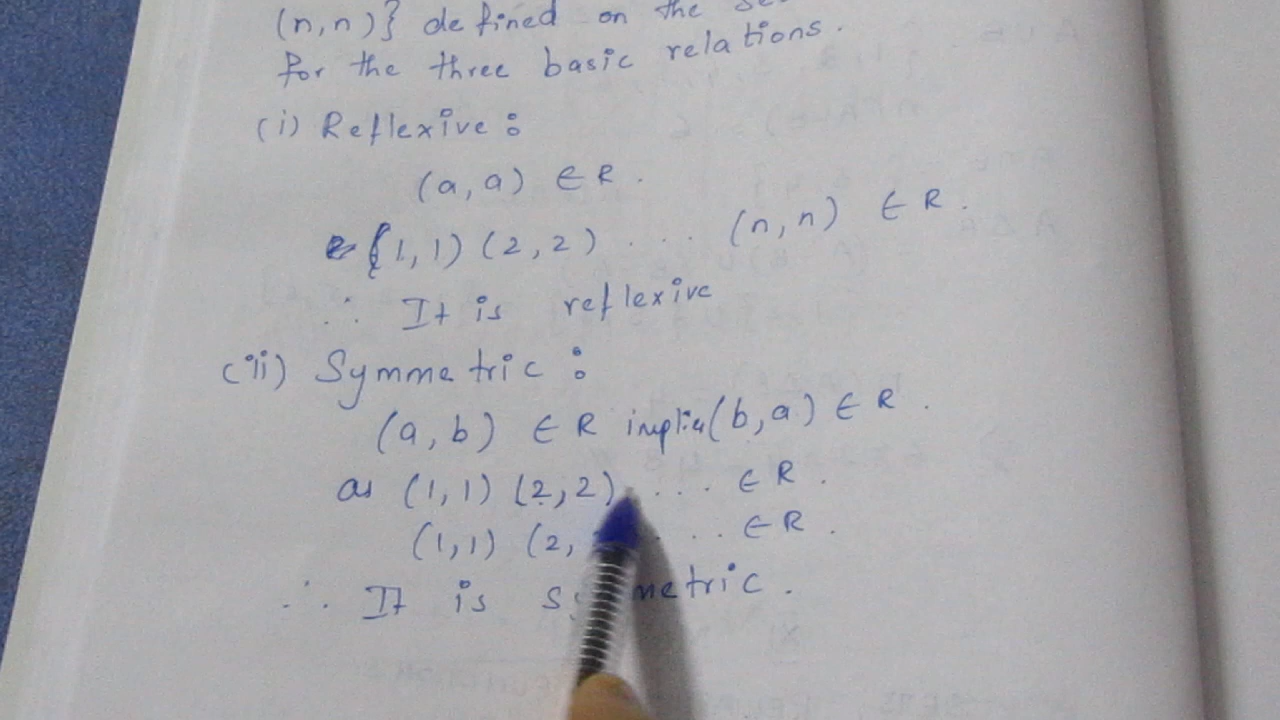 (n,n)} defined on the
for the three basic relations.
(i) Reflexive :
(a,a) ∈ R.
(1,1) (2,2) ... (n,n) ∈ R.
∴ It is reflexive
(ii) Symmetric :
(a,b) ∈ R implies (b,a) ∈ R.
as (1,1) (2,2) ... ∈ R.
(1,1) (2, ... ∈ R.
∴ It is